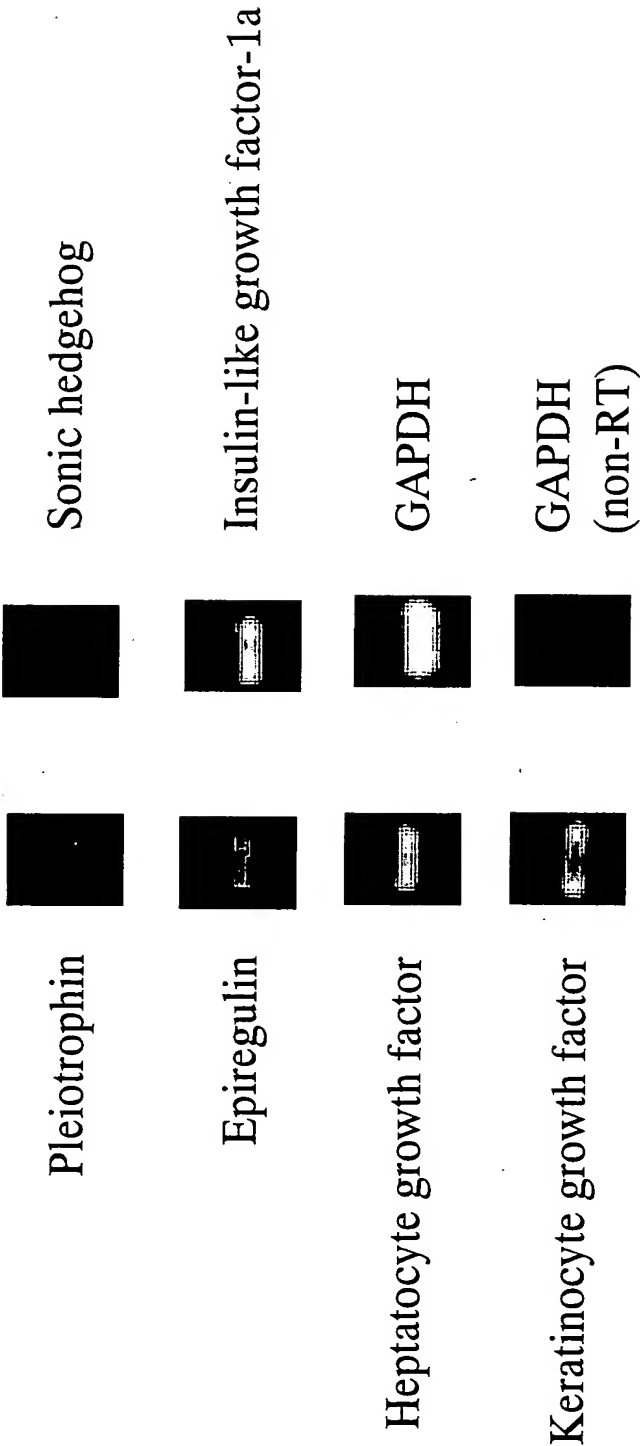 Pleiotrophin
Epiregulin
Heptatocyte growth factor
Keratinocyte growth factor
Sonic hedgehog
Insulin-like growth factor-1a
GAPDH
GAPDH
(non-RT)